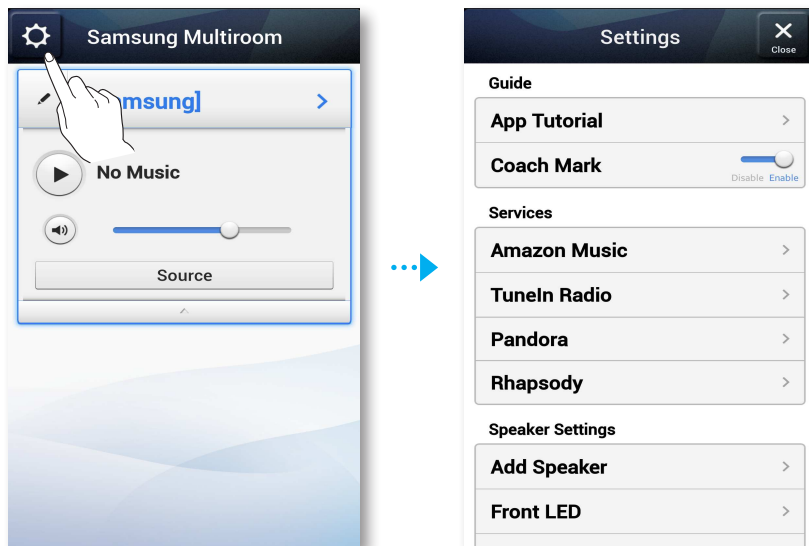 Samsung Multiroom
msung]
No Music
Source
Settings
Close
Guide
App Tutorial
Coach Mark
Disable Enable
Services
Amazon Music
TuneIn Radio
Pandora
Rhapsody
Speaker Settings
Add Speaker
Front LED